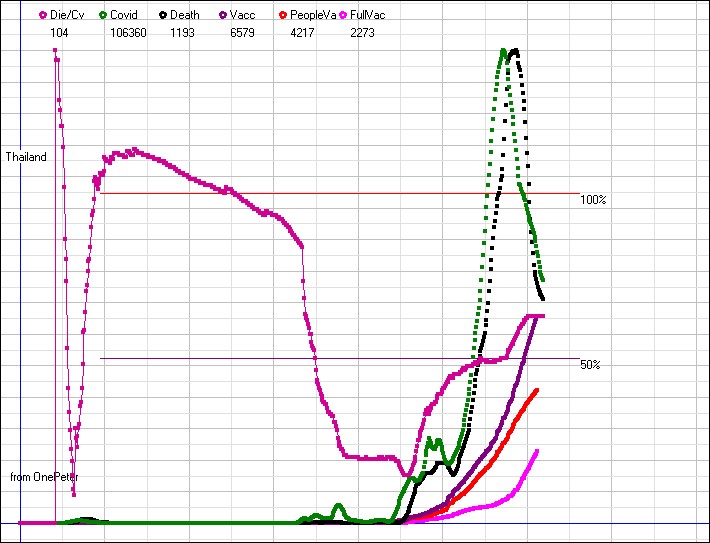 Die/Cv Covid Death Vacc PeopleVa FullVac
104 106360 1193 6579 4217 2273
Thailand
100%
50%
from OnePeter